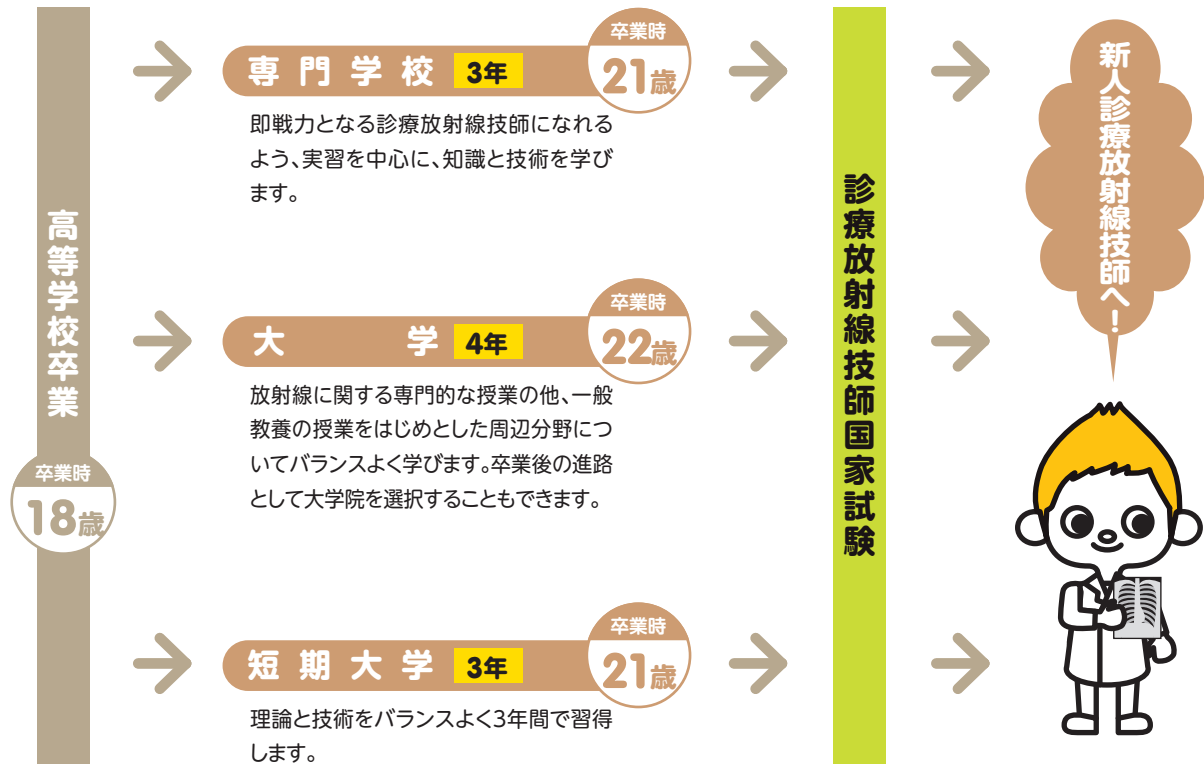 高等学校卒業
卒業時
18歳
専門学校 3年
卒業時
21歳
即戦力となる診療放射線技師になれる
よう、実習を中心に、知識と技術を学び
ます。
大学 4年
卒業時
22歳
放射線に関する専門的な授業の他、一般
教養の授業をはじめとした周辺分野につ
いてバランスよく学びます。卒業後の進路
として大学院を選択することもできます。
短期大学 3年
卒業時
21歳
理論と技術をバランスよく3年間で習得
します。
診療放射線技師国家試験
新人診療放射線技師へ!